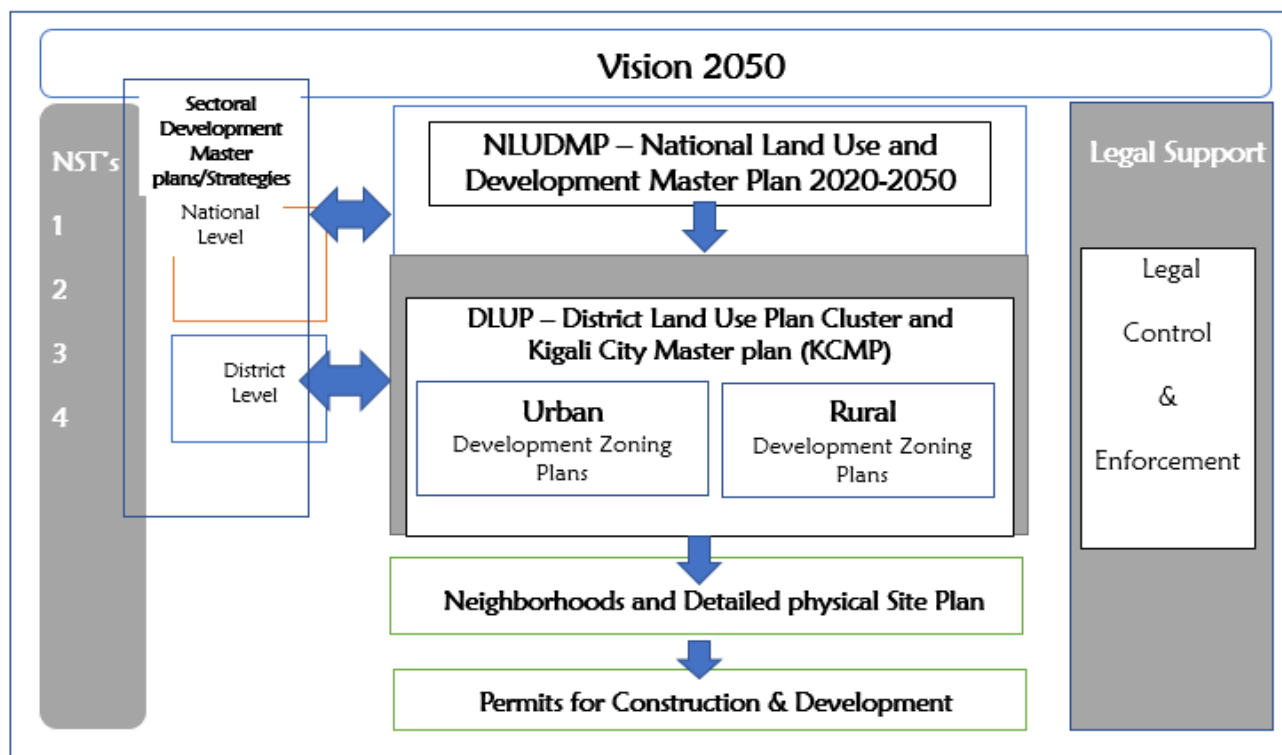 Vision 2050
NST's
1
2
3
4
Sectoral
Development
Master
plans/Strategies
National
Level
District
Level
NLUDMP – National Land Use and
Development Master Plan 2020-2050
DLUP – District Land Use Plan Cluster and
Kigali City Master plan (KCMP)
Urban
Development Zoning
Plans
Rural
Development Zoning
Plans
Neighborhoods and Detailed physical Site Plan
Permits for Construction & Development
Legal Support
Legal
Control
&
Enforcement